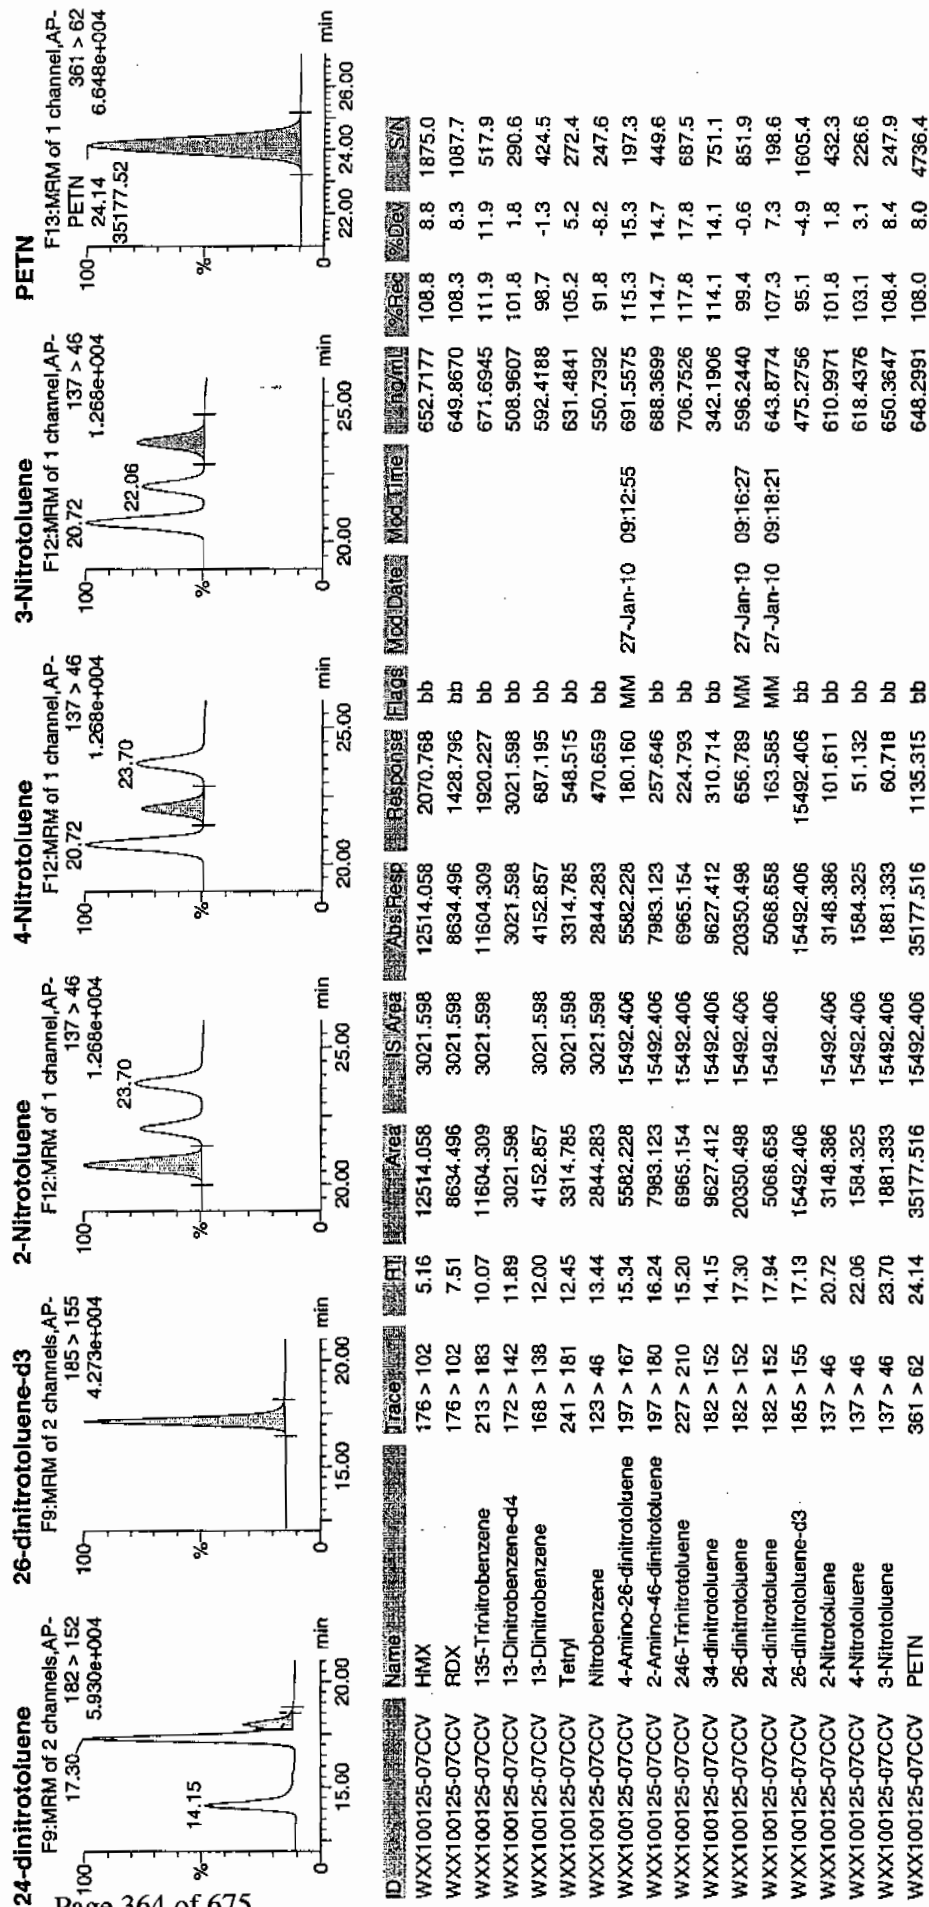 24-dinitrotoluene
F9:MRM of 2 channels,AP-
182 > 152
5.930e+004
17.30
14.15
100
%
0
15.00
20.00
min
26-dinitrotoluene-d3
F9:MRM of 2 channels,AP-
185 > 155
4.273e+004
100
%
0
15.00
20.00
min
2-Nitrotoluene
F12:MRM of 1 channel,AP-
137 > 46
1.268e+004
23.70
100
%
0
20.00
25.00
min
4-Nitrotoluene
F12:MRM of 1 channel,AP-
20.72
137 > 46
1.268e+004
23.70
100
%
0
20.00
25.00
min
3-Nitrotoluene
F12:MRM of 1 channel,AP-
20.72
137 > 46
1.268e+004
22.06
100
%
0
20.00
25.00
min
PETN
F13:MRM of 1 channel,AP-
PETN
361 > 62
24.14
6.648e+004
35177.52
100
%
0
22.00
24.00
26.00
min
ID Name Trace RT Area IS Area Abs.Resp Response Flags Mod.Date Mod.Time ng/mL %Rec %Dev S/N
WXX100125-07CCV HMX 176 > 102 5.16 12514.058 3021.598 12514.058 2070.768 bb 652.7177 108.8 8.8 1875.0
WXX100125-07CCV RDX 176 > 102 7.51 8634.496 3021.598 8634.496 1428.796 bb 649.8670 108.3 8.3 1087.7
WXX100125-07CCV 135-Trinitrobenzene 213 > 183 10.07 11604.309 3021.598 11604.309 1920.227 bb 671.6945 111.9 11.9 517.9
WXX100125-07CCV 13-Dinitrobenzene-d4 172 > 142 11.89 3021.598 3021.598 3021.598 bb 508.9607 101.8 1.8 290.6
WXX100125-07CCV 13-Dinitrobenzene 168 > 138 12.00 4152.857 3021.598 4152.857 687.195 bb 592.4188 98.7 -1.3 424.5
WXX100125-07CCV Tetryl 241 > 181 12.45 3314.785 3021.598 3314.785 548.515 bb 631.4841 105.2 5.2 272.4
WXX100125-07CCV Nitrobenzene 123 > 46 13.44 2844.283 3021.598 2844.283 470.659 bb 550.7392 91.8 -8.2 247.6
WXX100125-07CCV 4-Amino-26-dinitrotoluene 197 > 167 15.34 5582.228 15492.406 5582.228 180.160 MM 27-Jan-10 09:12:55 691.5575 115.3 15.3 197.3
WXX100125-07CCV 2-Amino-46-dinitrotoluene 197 > 180 16.24 7983.123 15492.406 7983.123 257.646 bb 688.3699 114.7 14.7 449.6
WXX100125-07CCV 246-Trinitrotoluene 227 > 210 15.20 6965.154 15492.406 6965.154 224.793 bb 706.7526 117.8 17.8 687.5
WXX100125-07CCV 34-dinitrotoluene 182 > 152 14.15 9627.412 15492.406 9627.412 310.714 bb 342.1906 114.1 14.1 751.1
WXX100125-07CCV 26-dinitrotoluene 182 > 152 17.30 20350.498 15492.406 20350.498 656.789 MM 27-Jan-10 09:16:27 596.2440 99.4 -0.6 851.9
WXX100125-07CCV 24-dinitrotoluene 182 > 152 17.94 5068.658 15492.406 5068.658 163.585 MM 27-Jan-10 09:18:21 643.8774 107.3 7.3 198.6
WXX100125-07CCV 26-dinitrotoluene-d3 185 > 155 17.13 15492.406 15492.406 15492.406 bb 475.2756 95.1 -4.9 1605.4
WXX100125-07CCV 2-Nitrotoluene 137 > 46 20.72 3148.386 15492.406 3148.386 101.611 bb 610.9971 101.8 1.8 432.3
WXX100125-07CCV 4-Nitrotoluene 137 > 46 22.06 1584.325 15492.406 1584.325 51.132 bb 618.4376 103.1 3.1 226.6
WXX100125-07CCV 3-Nitrotoluene 137 > 46 23.70 1881.333 15492.406 1881.333 60.718 bb 650.3647 108.4 8.4 247.9
WXX100125-07CCV PETN 361 > 62 24.14 35177.516 15492.406 35177.516 1135.315 bb 648.2991 108.0 8.0 4736.4
Page 364 of 675